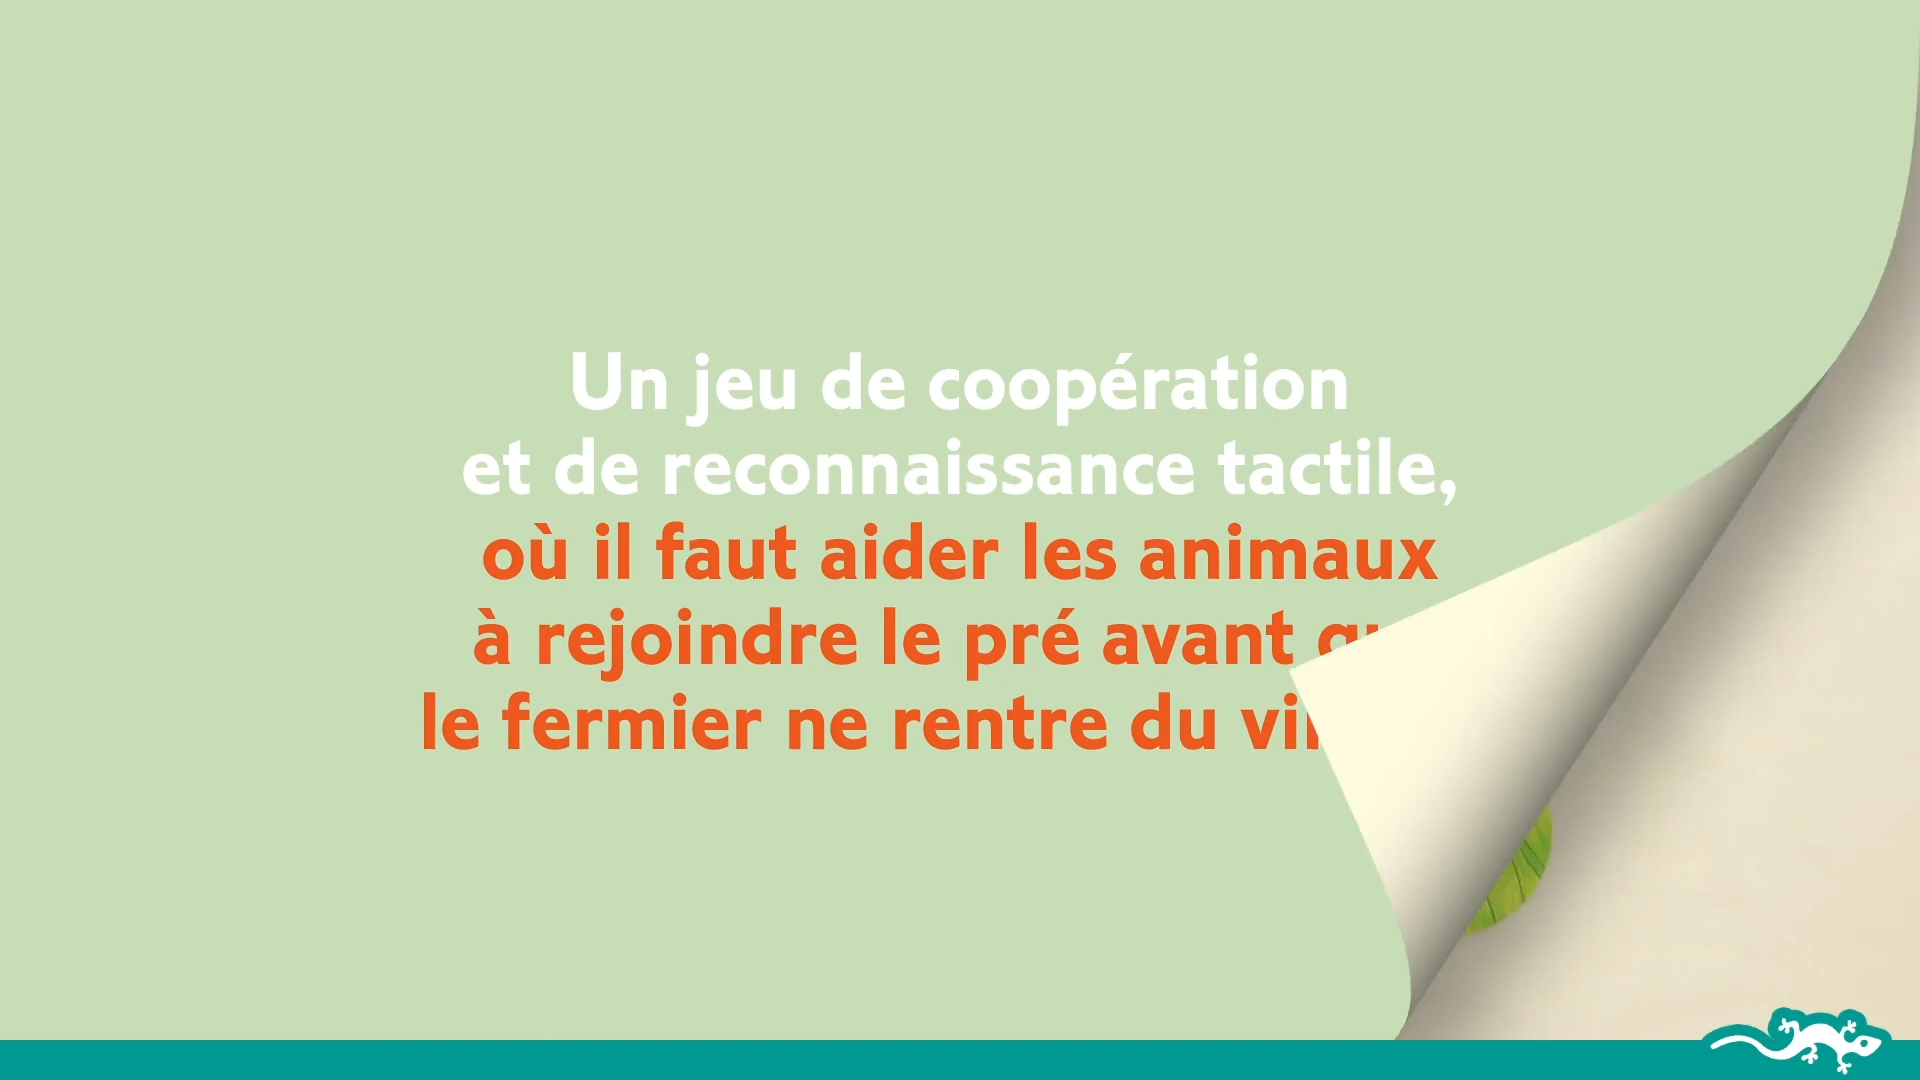 Un jeu de coopération
et de reconnaissance tactile,
où il faut aider les animaux
à rejoindre le pré avant
le fermier ne rentre du